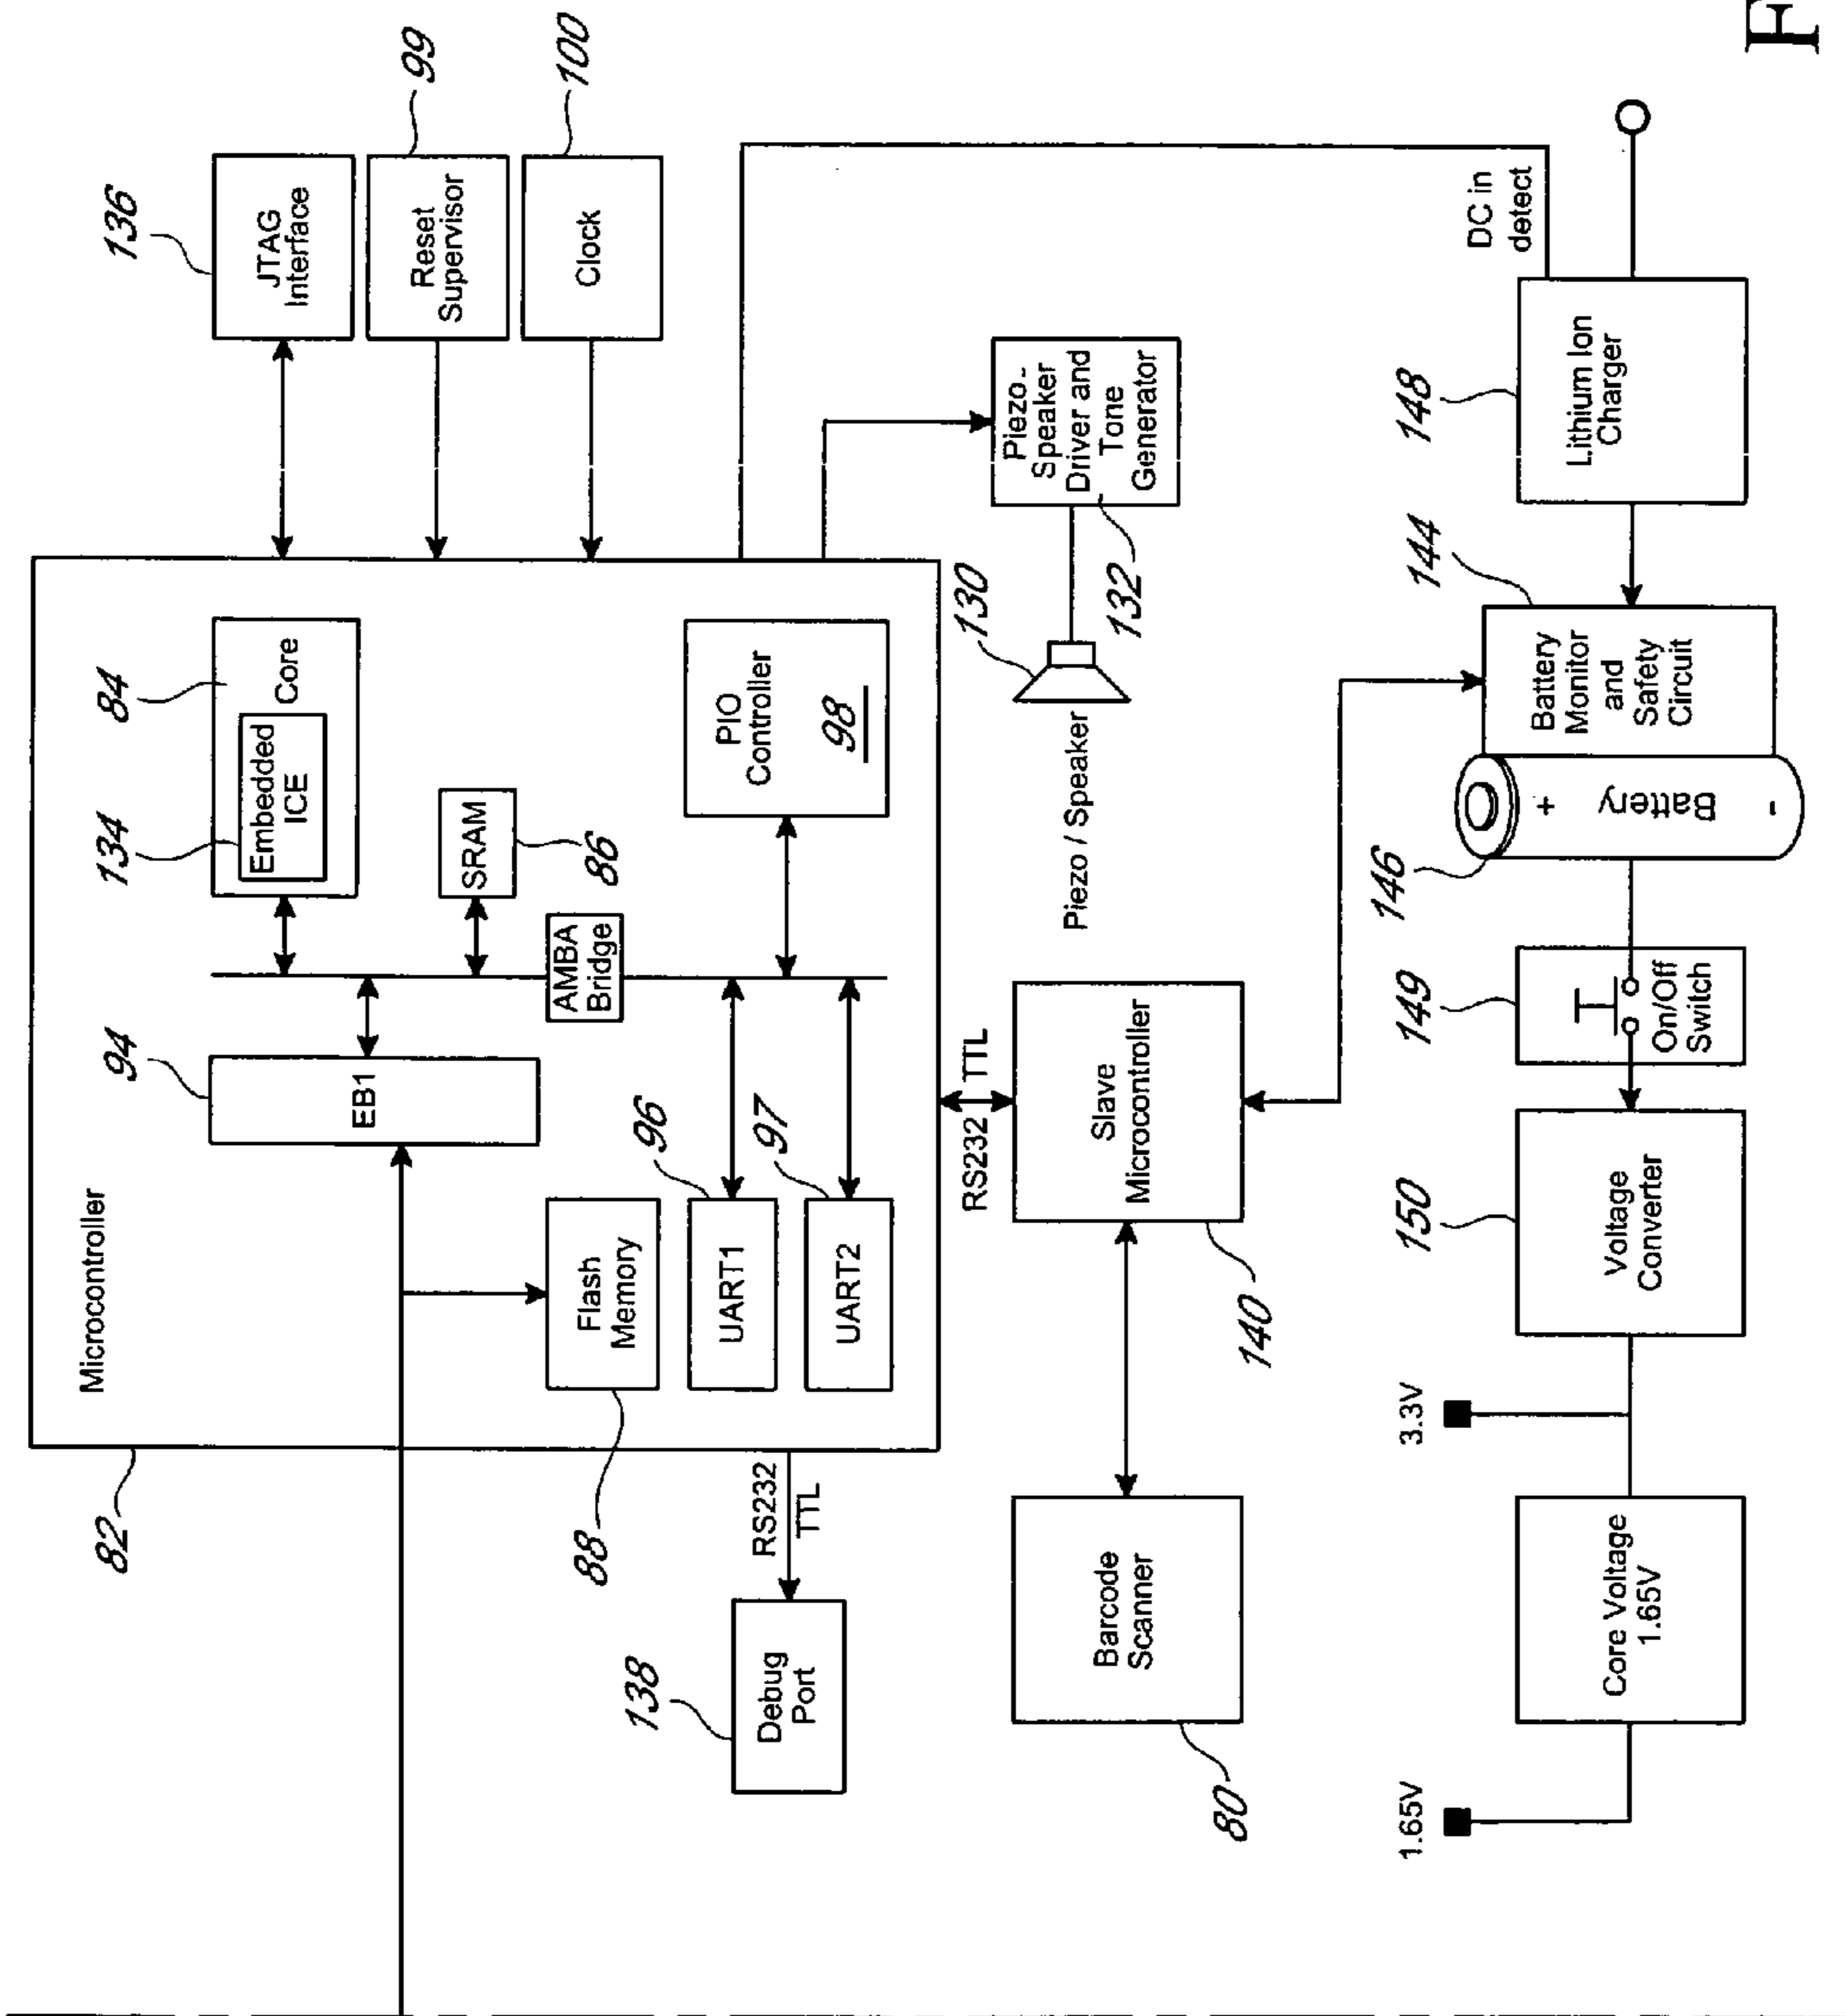 Microcontroller
82
94
EB1
134
84
Embedded
ICE
Core
136
JTAG
Interface
99
Reset
Supervisor
100
Clock
SRAM
86
AMBA
Bridge
88
Flash
Memory
96
UART1
97
UART2
PIO
Controller
98
RS232
TTL
138
Debug
Port
RS232 TTL
Slave
Microcontroller
140
Barcode
Scanner
80
Piezo / Speaker
130
Piezo -
Speaker
Driver and
Tone
Generator
132
DC in
detect
148
Lithium Ion
Charger
144
Battery
Monitor
and
Safety
Circuit
146
+ Battery -
149
On/Off
Switch
150
Voltage
Converter
3.3V
Core Voltage
1.65V
1.65V
F